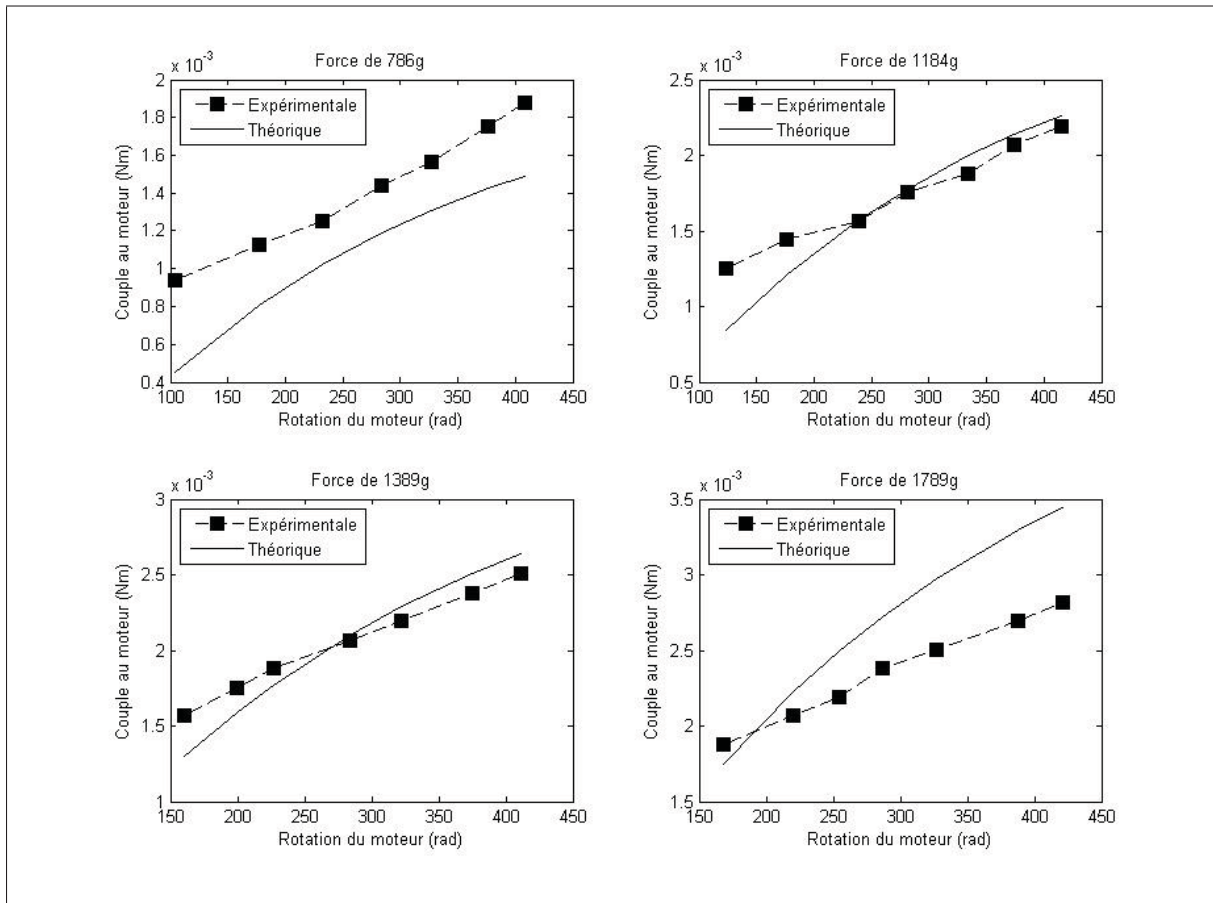 x 10⁻³
Force de 786g
Expérimentale
Théorique
Couple au moteur (Nm)
2
1.8
1.6
1.4
1.2
1
0.8
0.6
0.4
100 150 200 250 300 350 400 450
Rotation du moteur (rad)
x 10⁻³
Force de 1184g
Expérimentale
Théorique
Couple au moteur (Nm)
2.5
2
1.5
1
0.5
100 150 200 250 300 350 400 450
Rotation du moteur (rad)
x 10⁻³
Force de 1389g
Expérimentale
Théorique
Couple au moteur (Nm)
3
2.5
2
1.5
1
150 200 250 300 350 400 450
Rotation du moteur (rad)
x 10⁻³
Force de 1789g
Expérimentale
Théorique
Couple au moteur (Nm)
3.5
3
2.5
2
1.5
150 200 250 300 350 400 450
Rotation du moteur (rad)